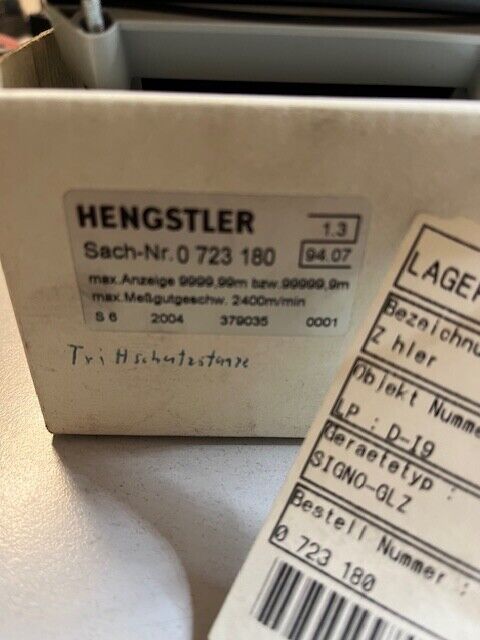 HENGSTLER
1.3
Sach-Nr. 0 723 180
94.07
max.Anzeige 9999,99m bzw.99999,9m
max.Meßgutgeschw. 2400m/min
S 6 2004 379035 0001
LAGER
Bezeichnu
Z hler
Objekt Numme
LP : D-I9
Geraetetyp :
SIGNO-GLZ
Bestell Nummer :
0 723 180